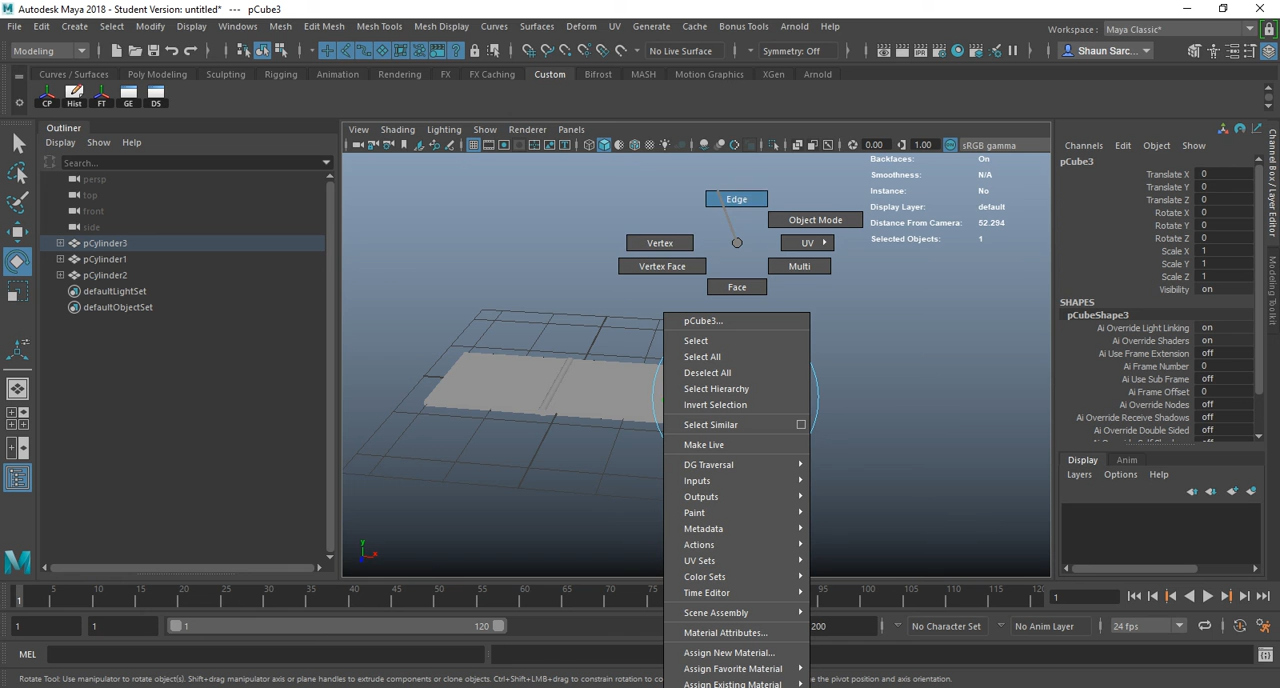 Autodesk Maya 2018 - Student Version: untitled* --- pCube3
File Edit Create Select Modify Display Windows Mesh Edit Mesh Mesh Tools Mesh Display Curves Surfaces Deform UV Generate Cache Bonus Tools Arnold Help
Workspace: Maya Classic*
Modeling No Live Surface Symmetry: Off Shaun Sarc...
Curves / Surfaces Poly Modeling Sculpting Rigging Animation Rendering FX FX Caching Custom Bifrost MASH Motion Graphics XGen Arnold
CP Hist FT GE DS
Outliner
Display Show Help
Search...
persp
top
front
side
pCylinder3
pCylinder1
pCylinder2
defaultLightSet
defaultObjectSet
View Shading Lighting Show Renderer Panels
0.00 1.00 sRGB gamma
Backfaces: On
Smoothness: N/A
Instance: No
Display Layer: default
Distance From Camera: 52.294
Selected Objects: 1
Edge
Object Mode
Vertex
UV
Vertex Face
Multi
Face
pCube3...
Select
Select All
Deselect All
Select Hierarchy
Invert Selection
Select Similar
Make Live
DG Traversal
Inputs
Outputs
Paint
Metadata
Actions
UV Sets
Color Sets
Time Editor
Scene Assembly
Material Attributes...
Assign New Material...
Assign Favorite Material
Assign Existing Material
y
x
z
Channels Edit Object Show
pCube3
Translate X 0
Translate Y 0
Translate Z 0
Rotate X 0
Rotate Y 0
Rotate Z 0
Scale X 1
Scale Y 1
Scale Z 1
Visibility on
SHAPES
pCubeShape3
Ai Override Light Linking on
Ai Override Shaders on
Ai Use Frame Extension off
Ai Frame Number 0
Ai Use Sub Frame off
Ai Frame Offset 0
Ai Override Nodes off
Ai Override Receive Shadows off
Ai Override Double Sided off
Display Anim
Layers Options Help
Channel Box / Layer Editor
Modeling Toolkit
1 5 10 15 20 25 30 35 40 45 50 55 60 65 70 75 95 100 105 110 115 12 1
1 1 1 120 200 No Character Set No Anim Layer 24 fps
MEL
Rotate Tool: Use manipulator to rotate object(s). Shift+drag manipulator axis or plane handles to extrude components or clone objects. Ctrl+Shift+LMB+drag to constrain rotation to co e the pivot position and axis orientation.